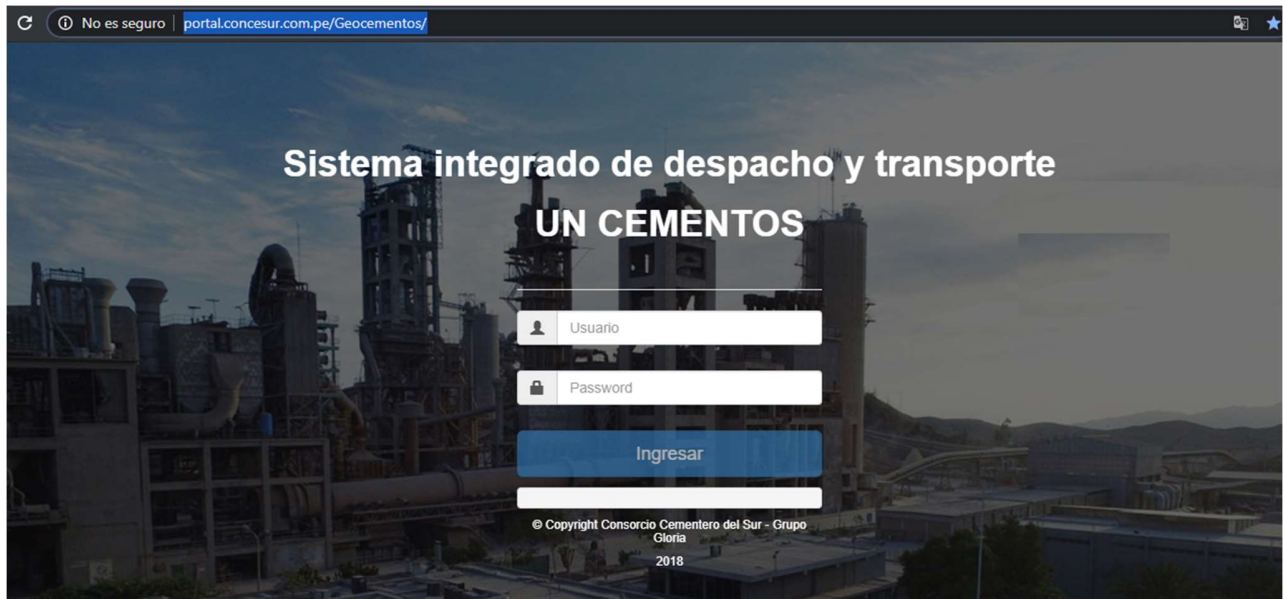 No es seguro
portal.concesur.com.pe/Geocementos/
Sistema integrado de despacho y transporte
UN CEMENTOS
Usuario
Password
Ingresar
© Copyright Consorcio Cementero del Sur - Grupo
Gloria
2018